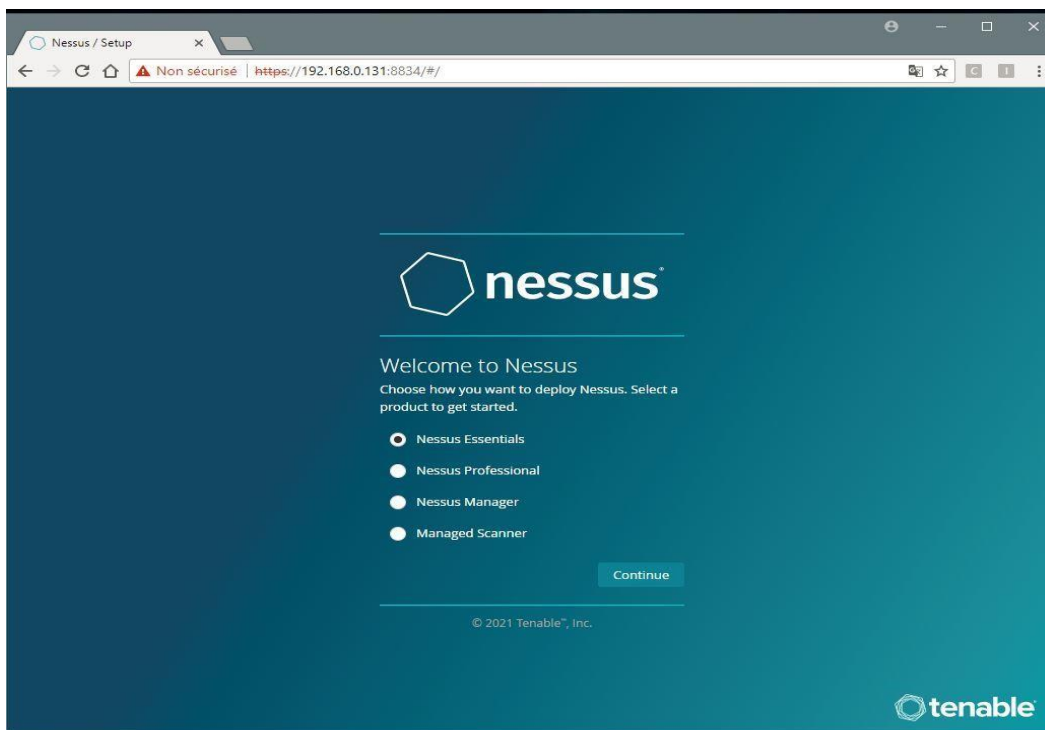 Nessus / Setup
Non sécurisé | https://192.168.0.131:8834/#/
nessus
Welcome to Nessus
Choose how you want to deploy Nessus. Select a
product to get started.
Nessus Essentials
Nessus Professional
Nessus Manager
Managed Scanner
Continue
© 2021 Tenable™, Inc.
tenable